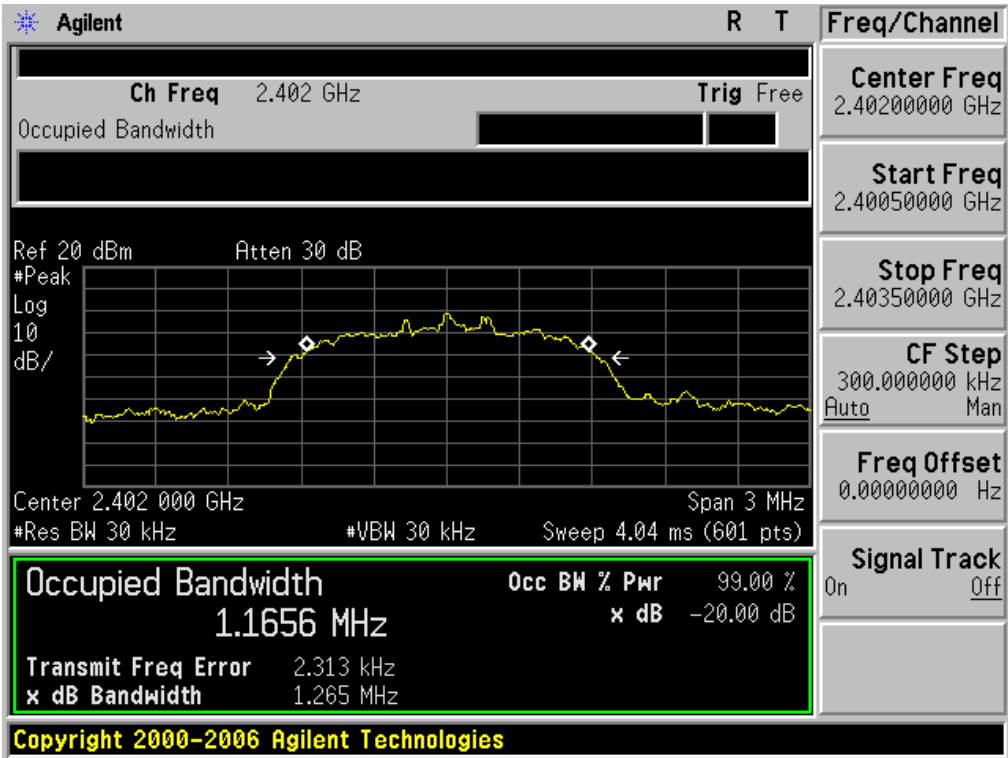 Agilent R T
Ch Freq 2.402 GHz Trig Free
Occupied Bandwidth
Ref 20 dBm Atten 30 dB
#Peak
Log
10
dB/
Center 2.402 000 GHz Span 3 MHz
#Res BW 30 kHz #VBW 30 kHz Sweep 4.04 ms (601 pts)
Occupied Bandwidth Occ BW % Pwr 99.00 %
1.1656 MHz x dB -20.00 dB
Transmit Freq Error 2.313 kHz
x dB Bandwidth 1.265 MHz
Copyright 2000-2006 Agilent Technologies
Freq/Channel
Center Freq
2.40200000 GHz
Start Freq
2.40050000 GHz
Stop Freq
2.40350000 GHz
CF Step
300.000000 kHz
Auto Man
Freq Offset
0.00000000 Hz
Signal Track
On Off